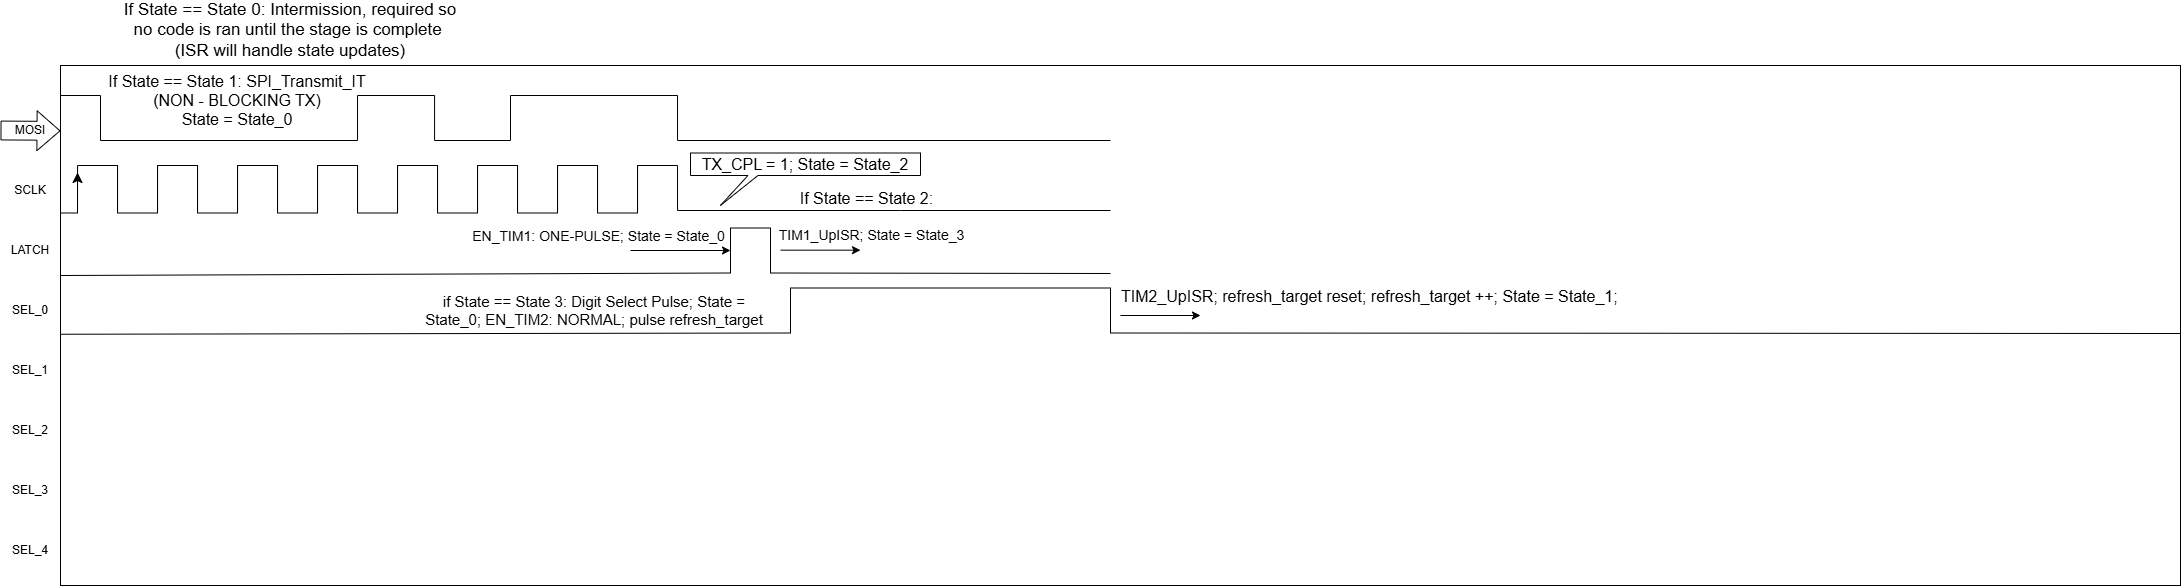 If State == State 0: Intermission, required so
no code is ran until the stage is complete
(ISR will handle state updates)
If State == State 1: SPI_Transmit_IT
(NON - BLOCKING TX)
State = State_0
MOSI
TX_CPL = 1; State = State_2
SCLK
If State == State 2:
EN_TIM1: ONE-PULSE; State = State_0
TIM1_UpISR; State = State_3
LATCH
if State == State 3: Digit Select Pulse; State =
State_0; EN_TIM2: NORMAL; pulse refresh_target
TIM2_UpISR; refresh_target reset; refresh_target ++; State = State_1;
SEL_0
SEL_1
SEL_2
SEL_3
SEL_4